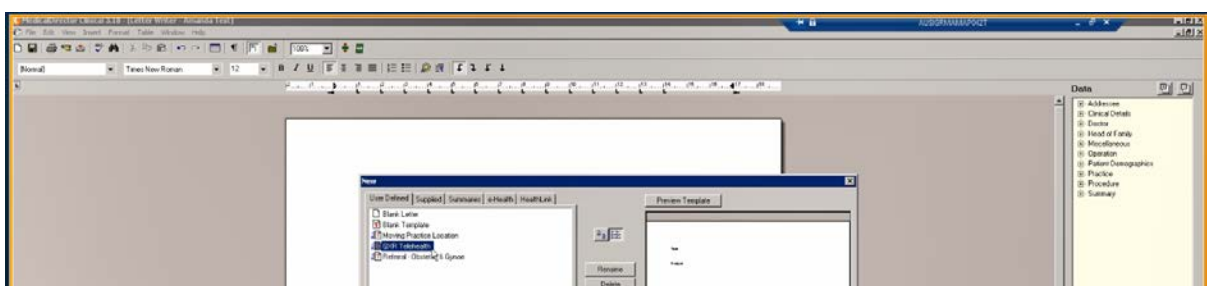 MedicalDirector Clinical 3.18 - [Letter Writer - Amanda Test]
AUSGRMAMAP042T
File Edit View Insert Format Table Window Help
100%
(Normal) Times New Roman 12 B I U
Data
Addressee
Clinical Details
Doctor
Head of Family
Miscellaneous
Operation
Patient Demographics
Practice
Procedure
Summary
New
User Defined Supplied Summaries e-Health HealthLink
Preview Template
Blank Letter
Blank Template
Moving Practice Location
Telehealth
Referral - Obstetric & Gynae
Rename
Delete